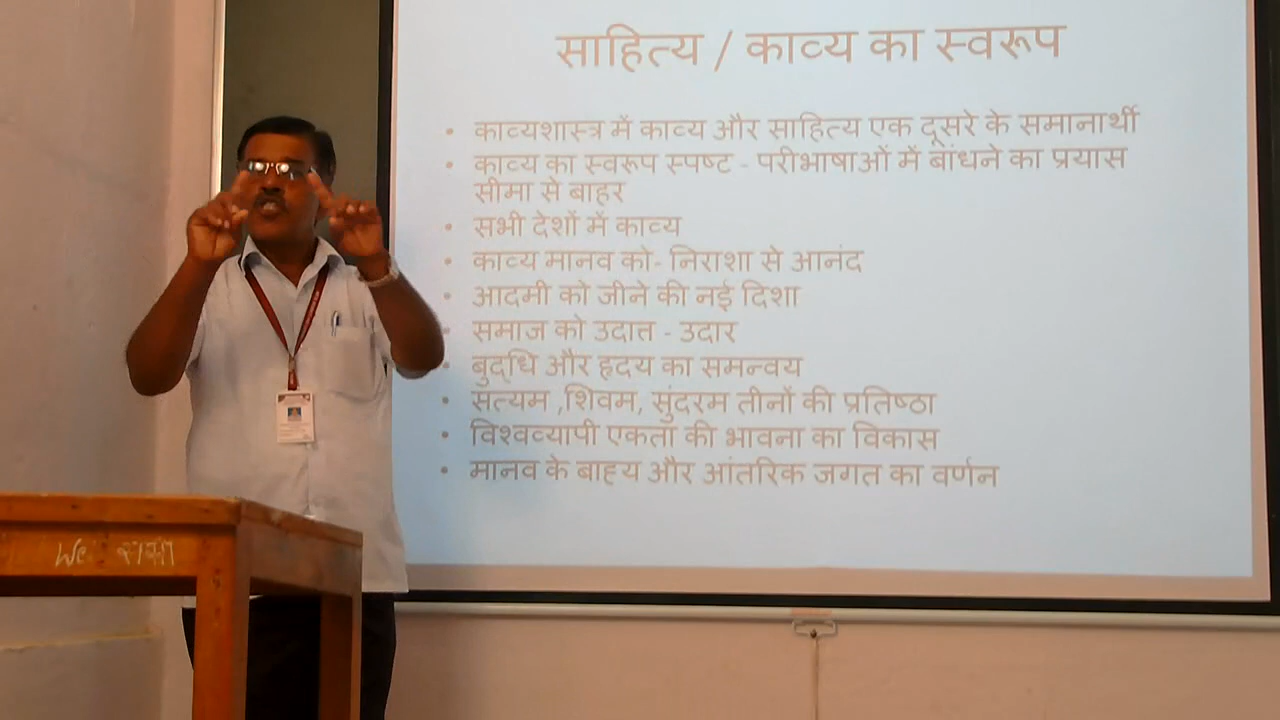 साहित्य / काव्य का स्वरूप
• काव्यशास्त्र में काव्य और साहित्य एक दूसरे के समानार्थी
• काव्य का स्वरूप स्पष्ट - परीभाषाओं में बांधने का प्रयास
सीमा से बाहर
• सभी देशों में काव्य
• काव्य मानव को- निराशा से आनंद
• आदमी को जीने की नई दिशा
• समाज को उदात्त - उदार
• बुद्धि और हृदय का समन्वय
• सत्यम ,शिवम, सुंदरम तीनों की प्रतिष्ठा
• विश्वव्यापी एकता की भावना का विकास
• मानव के बाह्य और आंतरिक जगत का वर्णन
We